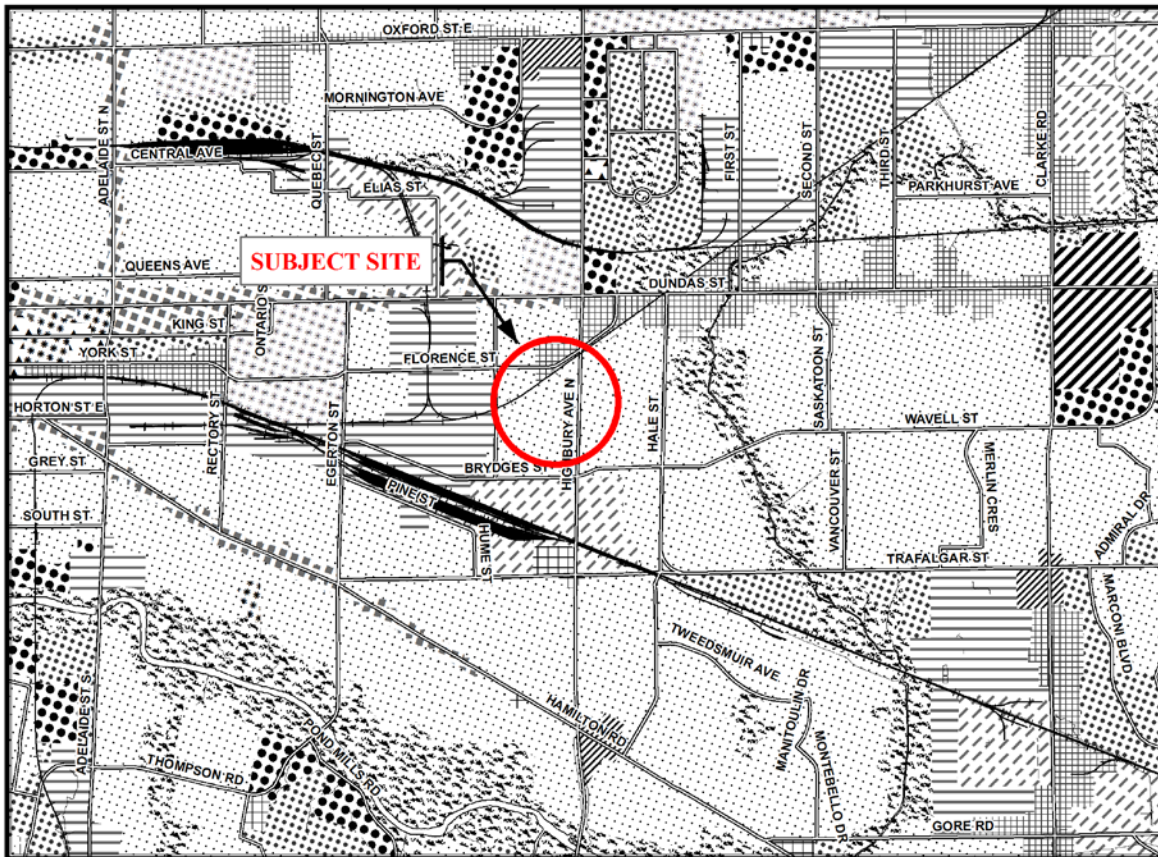 OXFORD ST E
MORNINGTON AVE
ADELAIDE ST N
CENTRAL AVE
QUEBEC ST
ELIAS ST
FIRST ST
SECOND ST
THIRD ST
CLARKE RD
PARKHURST AVE
SUBJECT SITE
QUEENS AVE
DUNDAS ST
KING ST
ONTARIO S
YORK ST
FLORENCE ST
HIGHBURY AVE N
HALE ST
SASKATOON ST
WAVELL ST
HORTON ST E
RECTORY ST
EGERTON ST
GREY ST
BRYDGES ST
PINE ST
SOUTH ST
HUME ST
VANCOUVER ST
MERLIN CRES
ADMIRAL DR
TRAFALGAR ST
MARCONI BLVD
TWEEDSMUIR AVE
ADELAIDE ST S
HAMILTON RD
MANITOULIN DR
POND MILLS RD
THOMPSON RD
MONTEBELLO DR
GORE RD